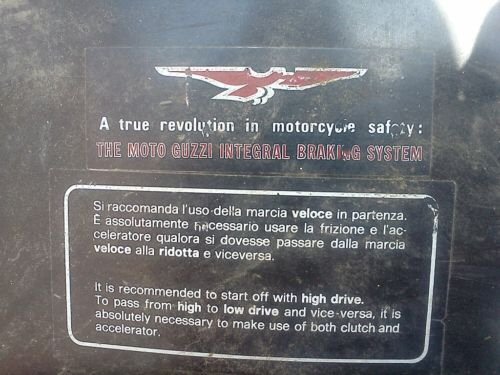 A true revolution in motorcycle safety:
THE MOTO GUZZI INTEGRAL BRAKING SYSTEM
Si raccomanda l'uso della marcia veloce in partenza.
È assolutamente necessario usare la frizione e l'ac-
celeratore qualora si dovesse passare dalla marcia
veloce alla ridotta e viceversa.
It is recommended to start off with high drive.
To pass from high to low drive and vice-versa, it is
absolutely necessary to make use of both clutch and
accelerator.